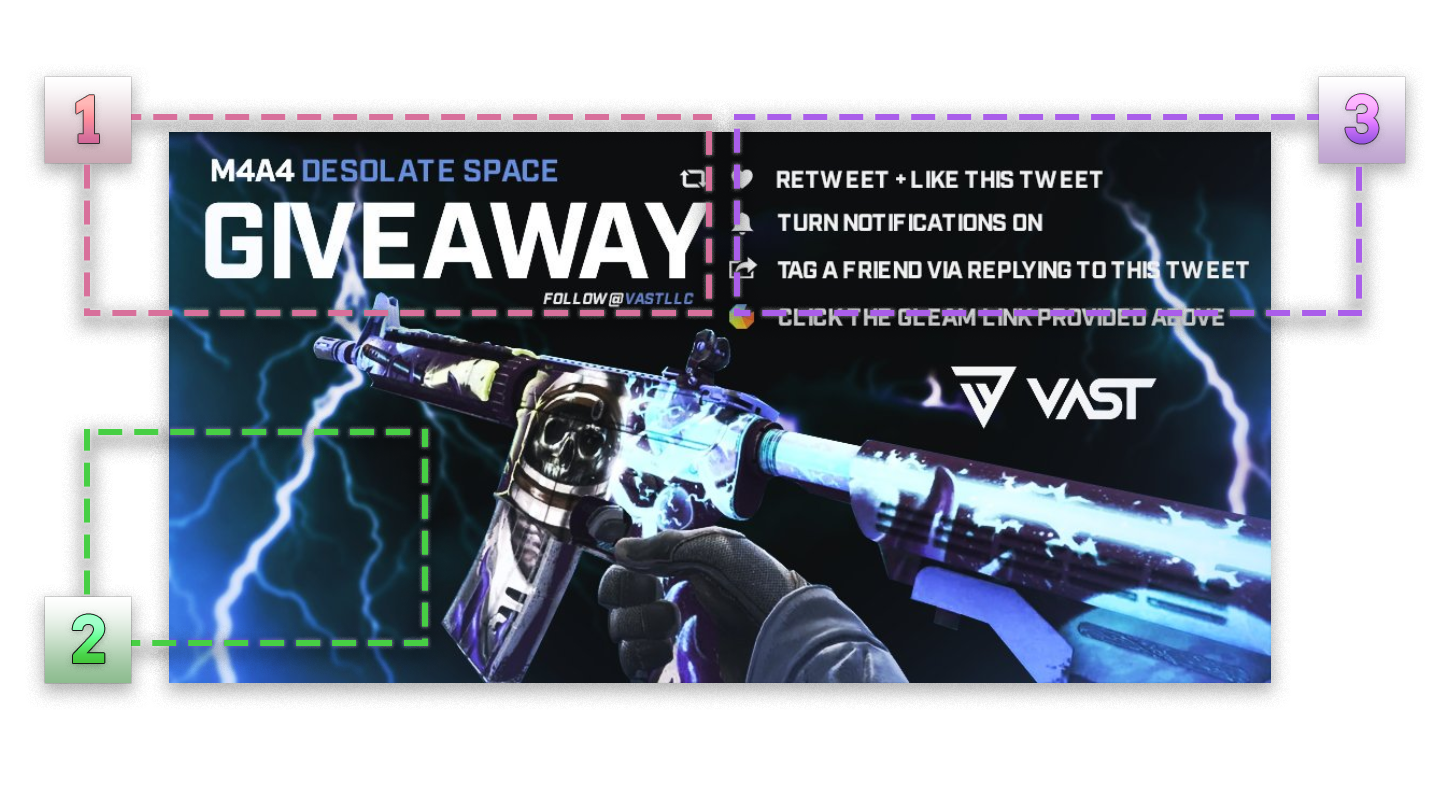 1
3
M4A4 DESOLATE SPACE
GIVEAWAY
FOLLOW@VASTLLC
RETWEET + LIKE THIS TWEET
TURN NOTIFICATIONS ON
TAG A FRIEND VIA REPLYING TO THIS TWEET
CLICK THE GLEAM LINK PROVIDED ABOVE
VAST
2